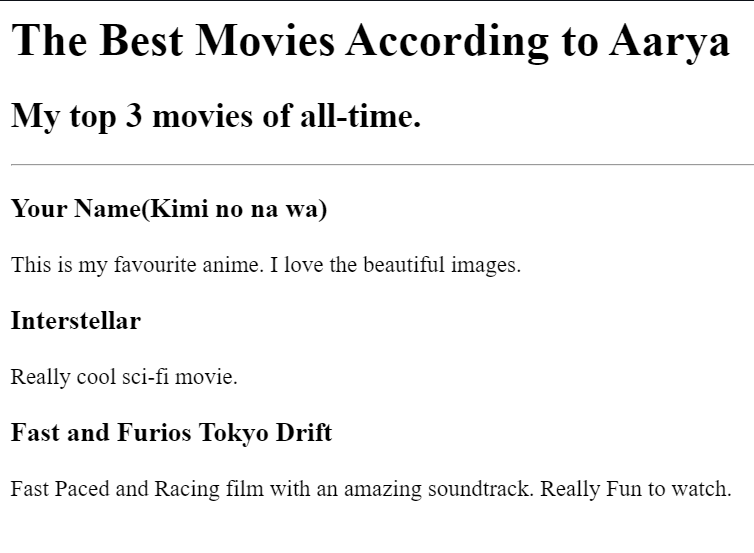 The Best Movies According to Aarya
My top 3 movies of all-time.
Your Name(Kimi no na wa)
This is my favourite anime. I love the beautiful images.
Interstellar
Really cool sci-fi movie.
Fast and Furios Tokyo Drift
Fast Paced and Racing film with an amazing soundtrack. Really Fun to watch.